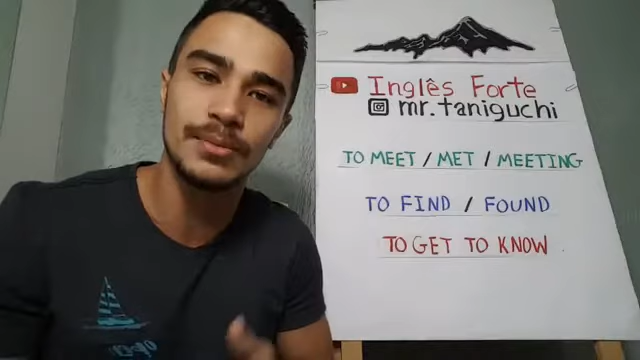 Inglês Forte
mr.taniguchi
TO MEET / MET / MEETING
TO FIND / FOUND
TO GET TO KNOW